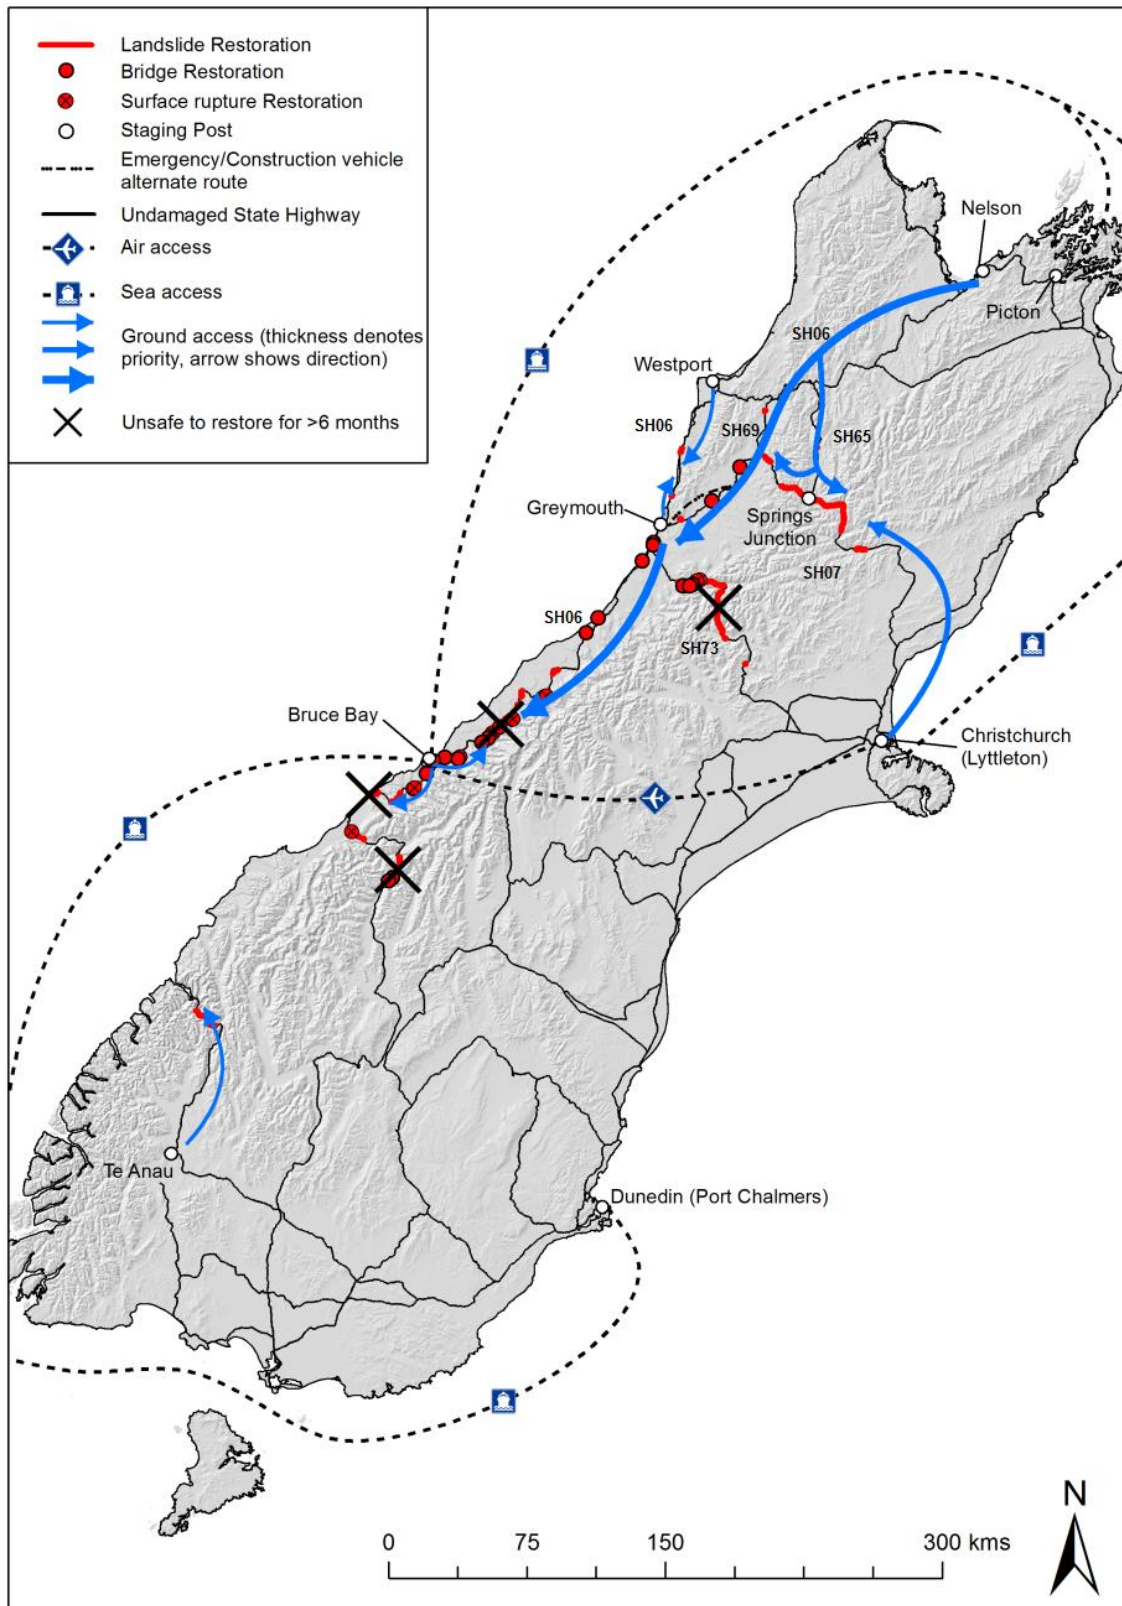 Landslide Restoration
Bridge Restoration
Surface rupture Restoration
Staging Post
Emergency/Construction vehicle
alternate route
Undamaged State Highway
Air access
Sea access
Ground access (thickness denotes
priority, arrow shows direction)
Unsafe to restore for >6 months
Nelson
Picton
SH06
Westport
SH06
SH69
SH65
Greymouth
Springs
Junction
SH07
SH06
SH73
Bruce Bay
Christchurch
(Lyttleton)
Te Anau
Dunedin (Port Chalmers)
N
0 75 150 300 kms